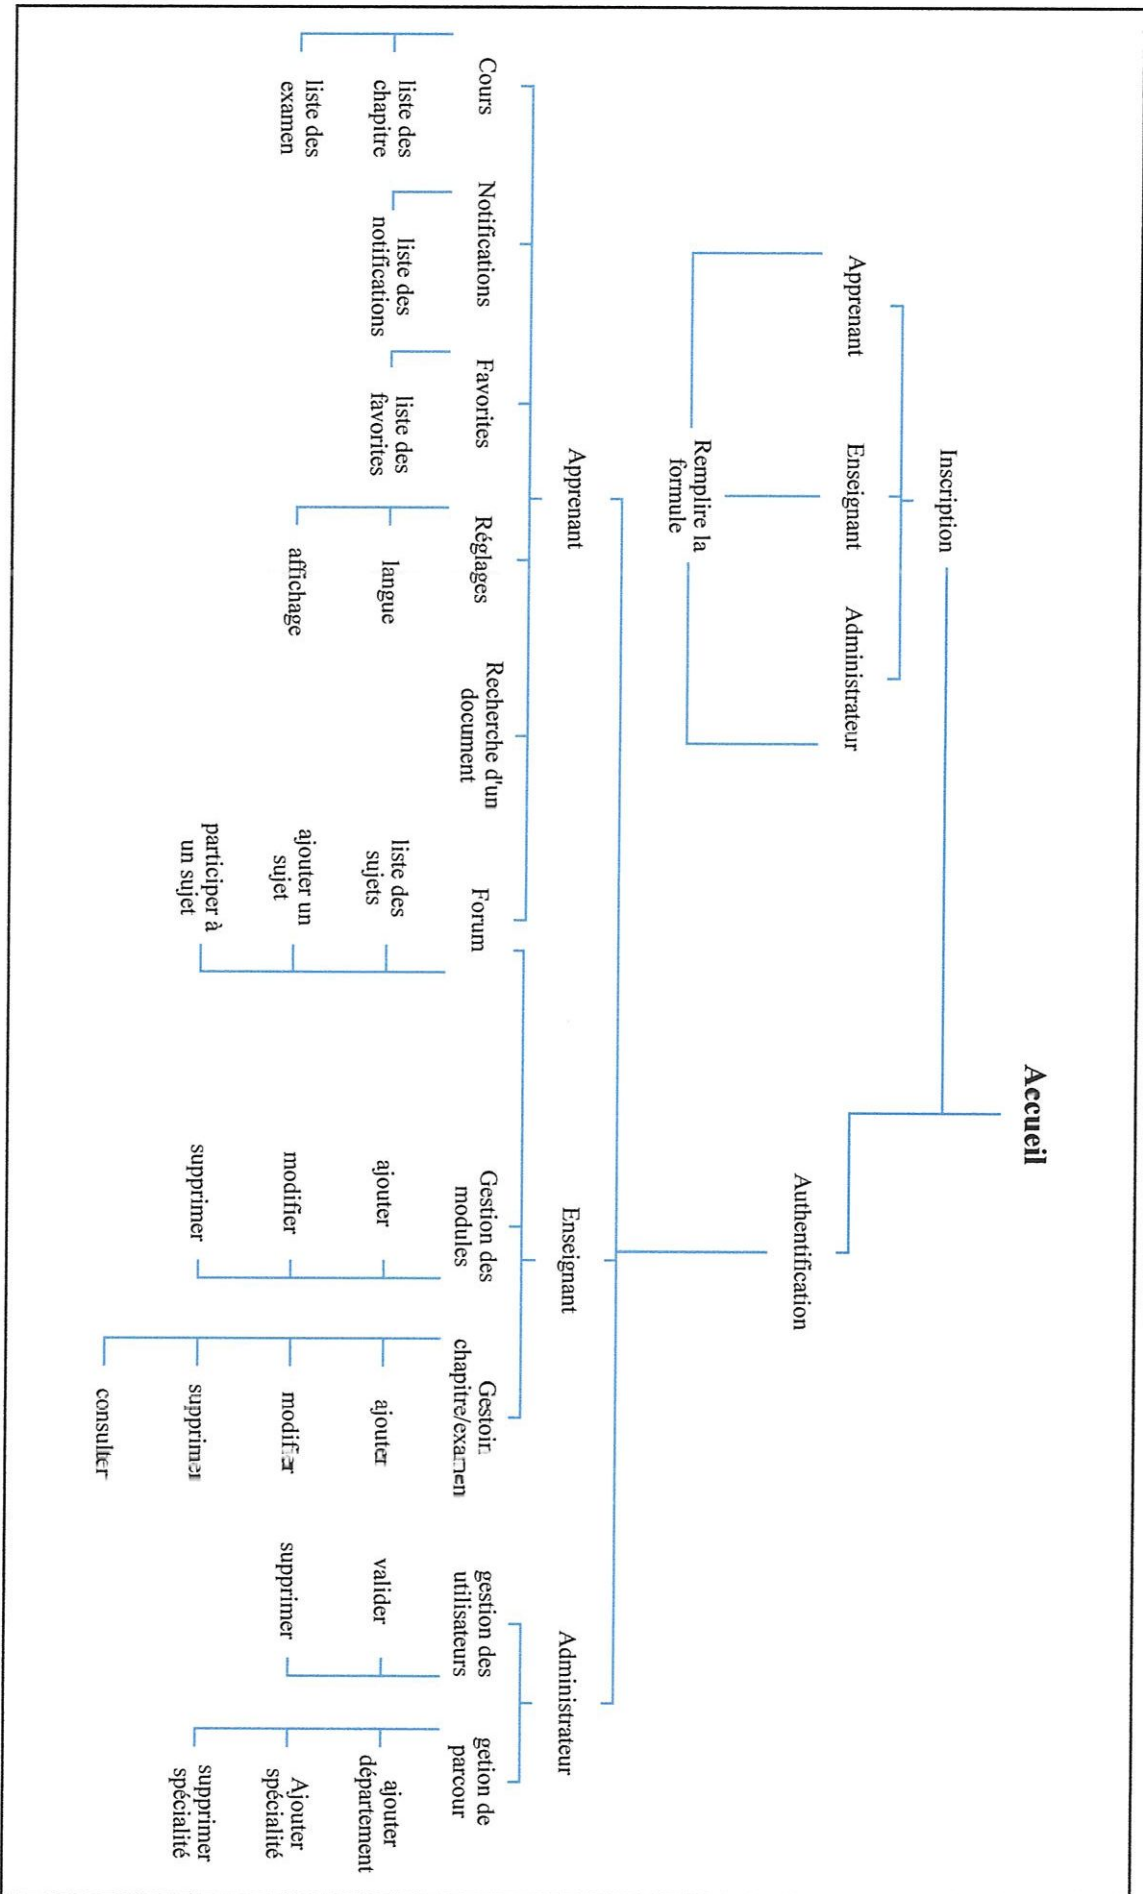 Accueil
Inscription
Authentification
Apprenant
Enseignant
Administrateur
Remplire la
formule
Apprenant
Enseignant
Administrateur
Cours
liste des
chapitre
liste des
examen
Notifications
liste des
notifications
Favorites
liste des
favorites
Réglages
langue
affichage
Recherche d'un
document
Forum
liste des
sujets
ajouter un
sujet
participer à
un sujet
Gestion des
modules
ajouter
modifier
supprimer
Gestoin
chapitre/examen
ajouter
modifier
supprimer
consulter
gestion des
utilisateurs
valider
supprimer
getion de
parcour
ajouter
département
Ajouter
spécialité
supprimer
spécialité